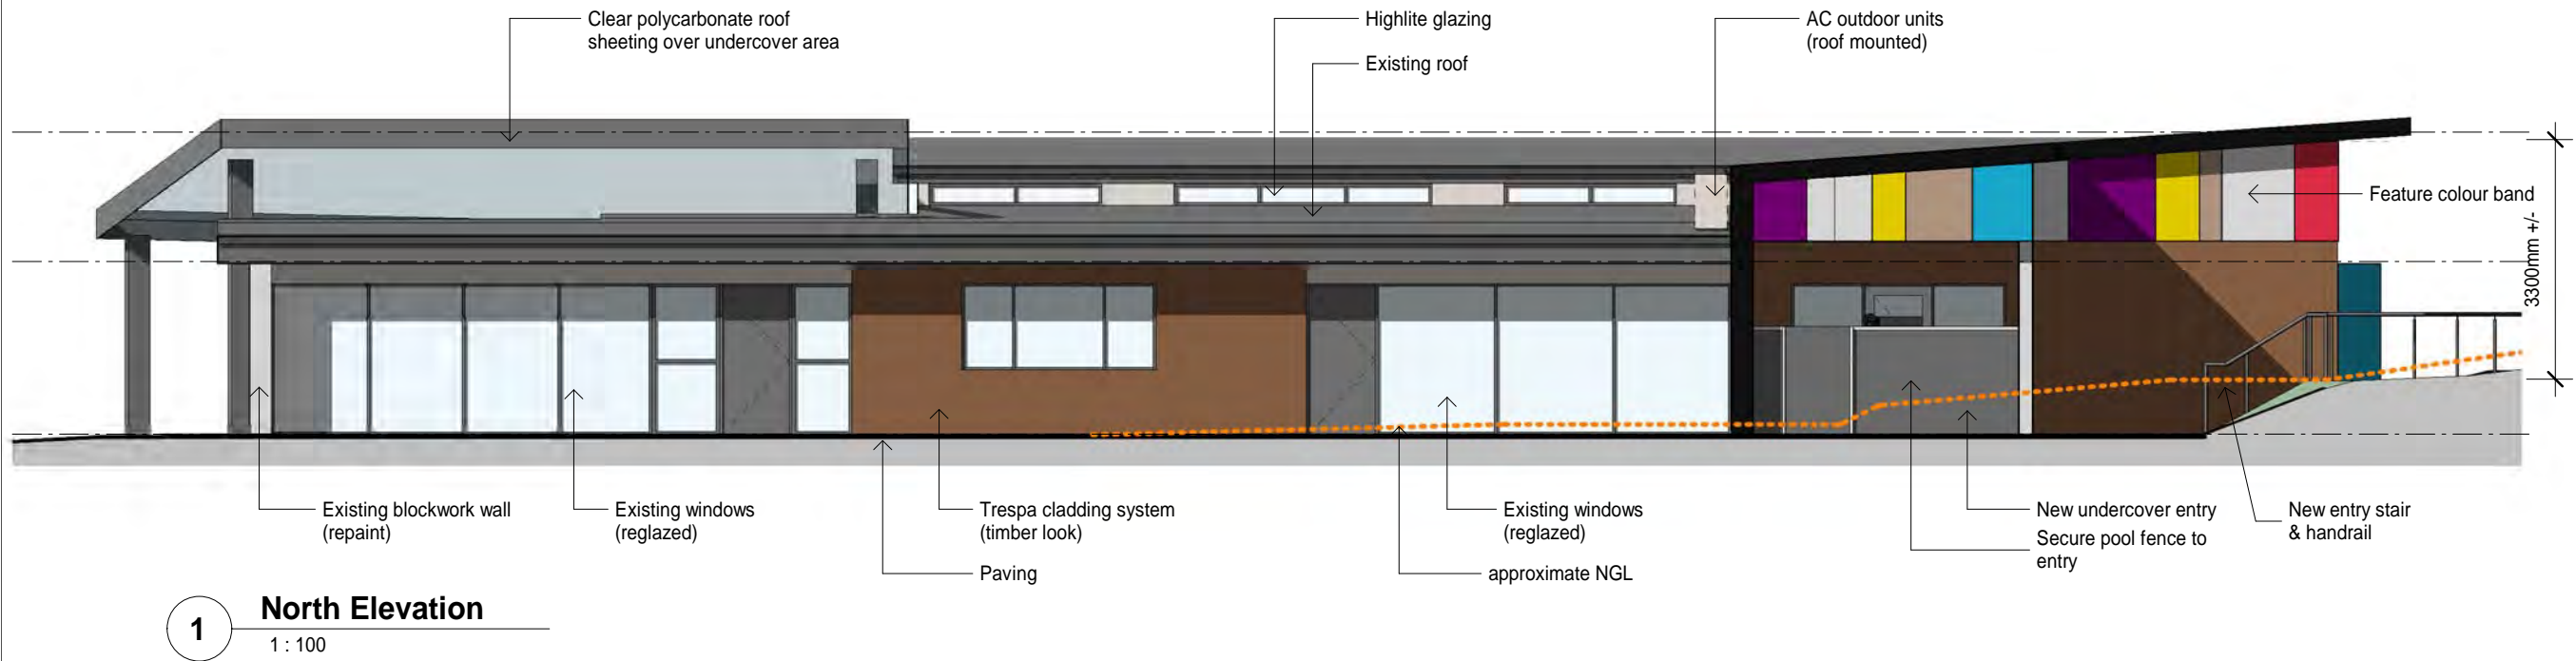 Clear polycarbonate roof
sheeting over undercover area
Highlite glazing
Existing roof
AC outdoor units
(roof mounted)
Feature colour band
3300mm +/-
Existing blockwork wall
(repaint)
Existing windows
(reglazed)
Trespa cladding system
(timber look)
Paving
Existing windows
(reglazed)
approximate NGL
New undercover entry
Secure pool fence to
entry
New entry stair
& handrail
1
North Elevation
1 : 100